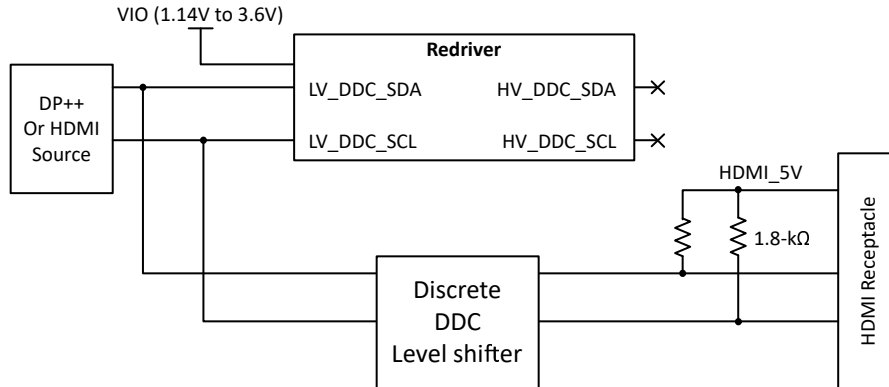 VIO (1.14V to 3.6V)
Redriver
DP++
Or HDMI
Source
LV_DDC_SDA
HV_DDC_SDA
LV_DDC_SCL
HV_DDC_SCL
HDMI_5V
1.8-kΩ
HDMI Receptacle
Discrete
DDC
Level shifter